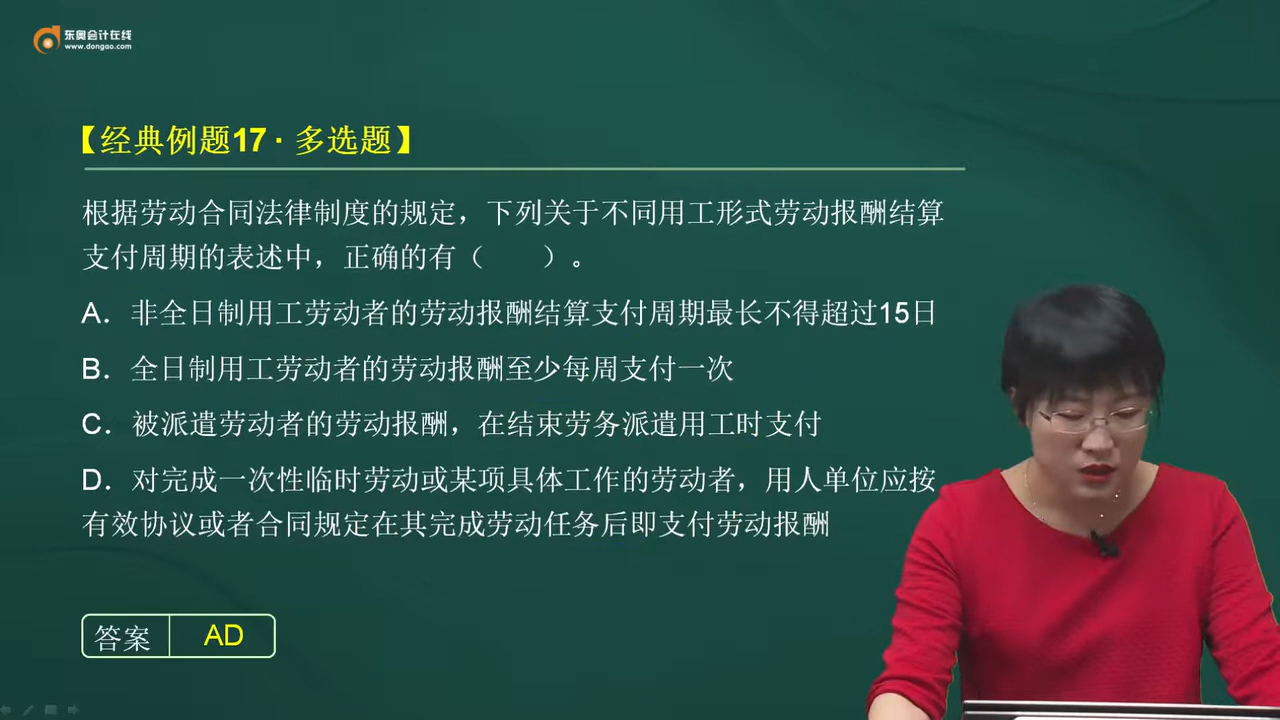 东奥会计在线
www.dongao.com
【经典例题17 · 多选题】
根据劳动合同法律制度的规定，下列关于不同用工形式劳动报酬结算
支付周期的表述中，正确的有（　　）。
A．非全日制用工劳动者的劳动报酬结算支付周期最长不得超过15日
B．全日制用工劳动者的劳动报酬至少每周支付一次
C．被派遣劳动者的劳动报酬，在结束劳务派遣用工时支付
D．对完成一次性临时劳动或某项具体工作的劳动者，用人单位应按
有效协议或者合同规定在其完成劳动任务后即支付劳动报酬
答案 AD